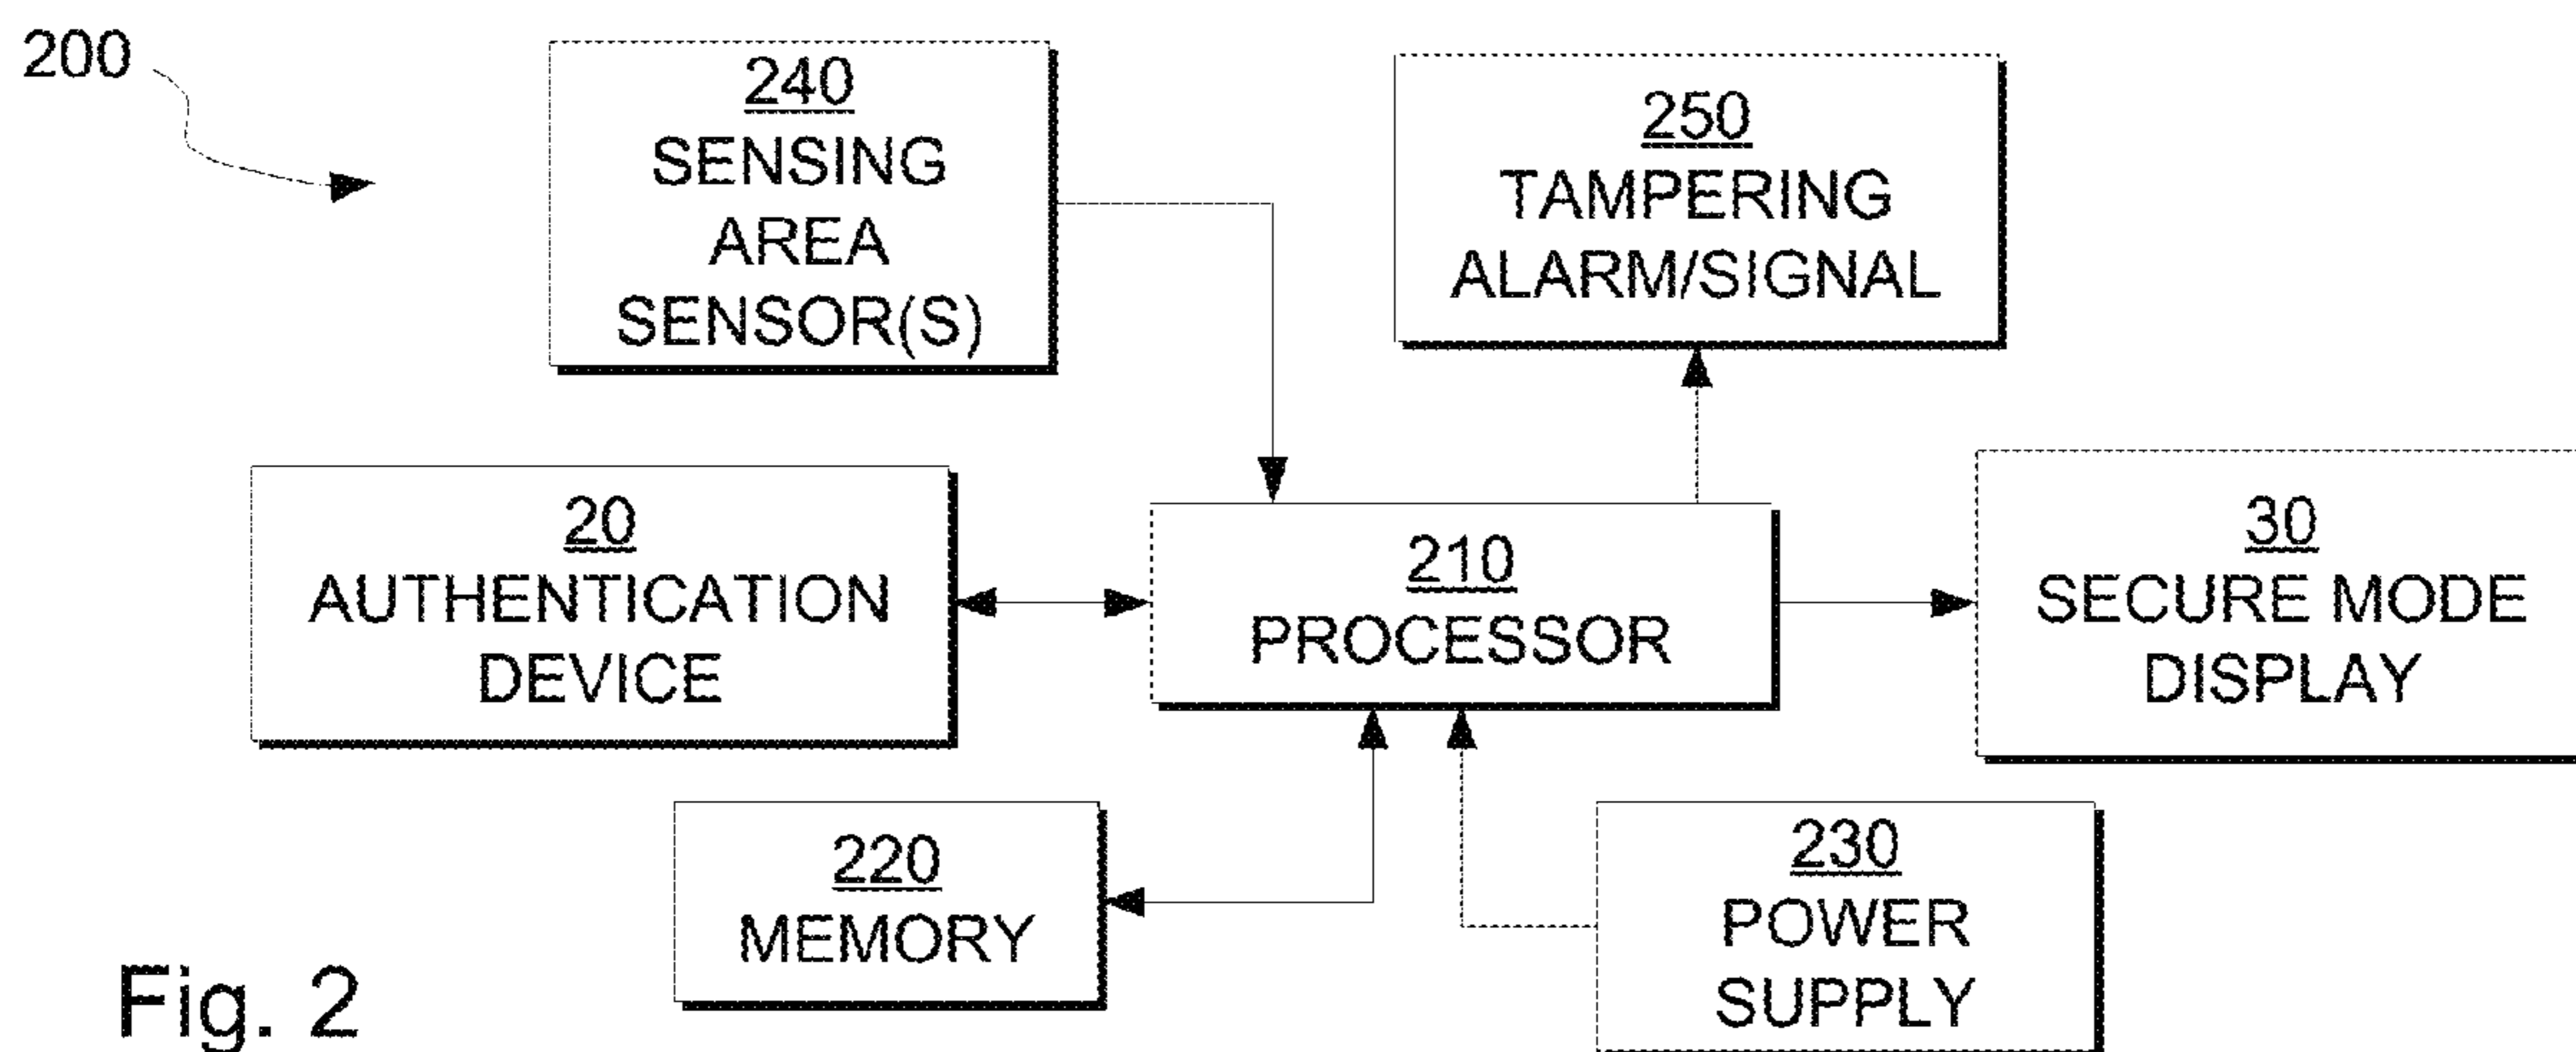 200
240
SENSING
AREA
SENSOR(S)
250
TAMPERING
ALARM/SIGNAL
20
AUTHENTICATION
DEVICE
210
PROCESSOR
30
SECURE MODE
DISPLAY
220
MEMORY
230
POWER
SUPPLY
Fig. 2